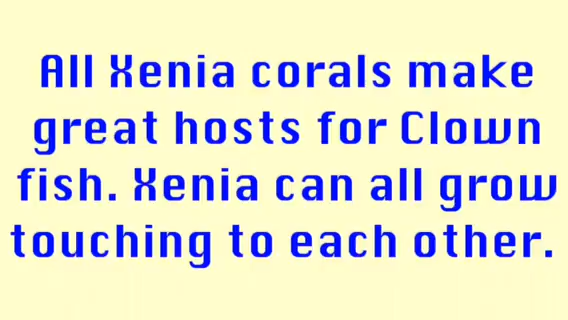 All Xenia corals make
great hosts for Clown
fish. Xenia can all grow
touching to each other.